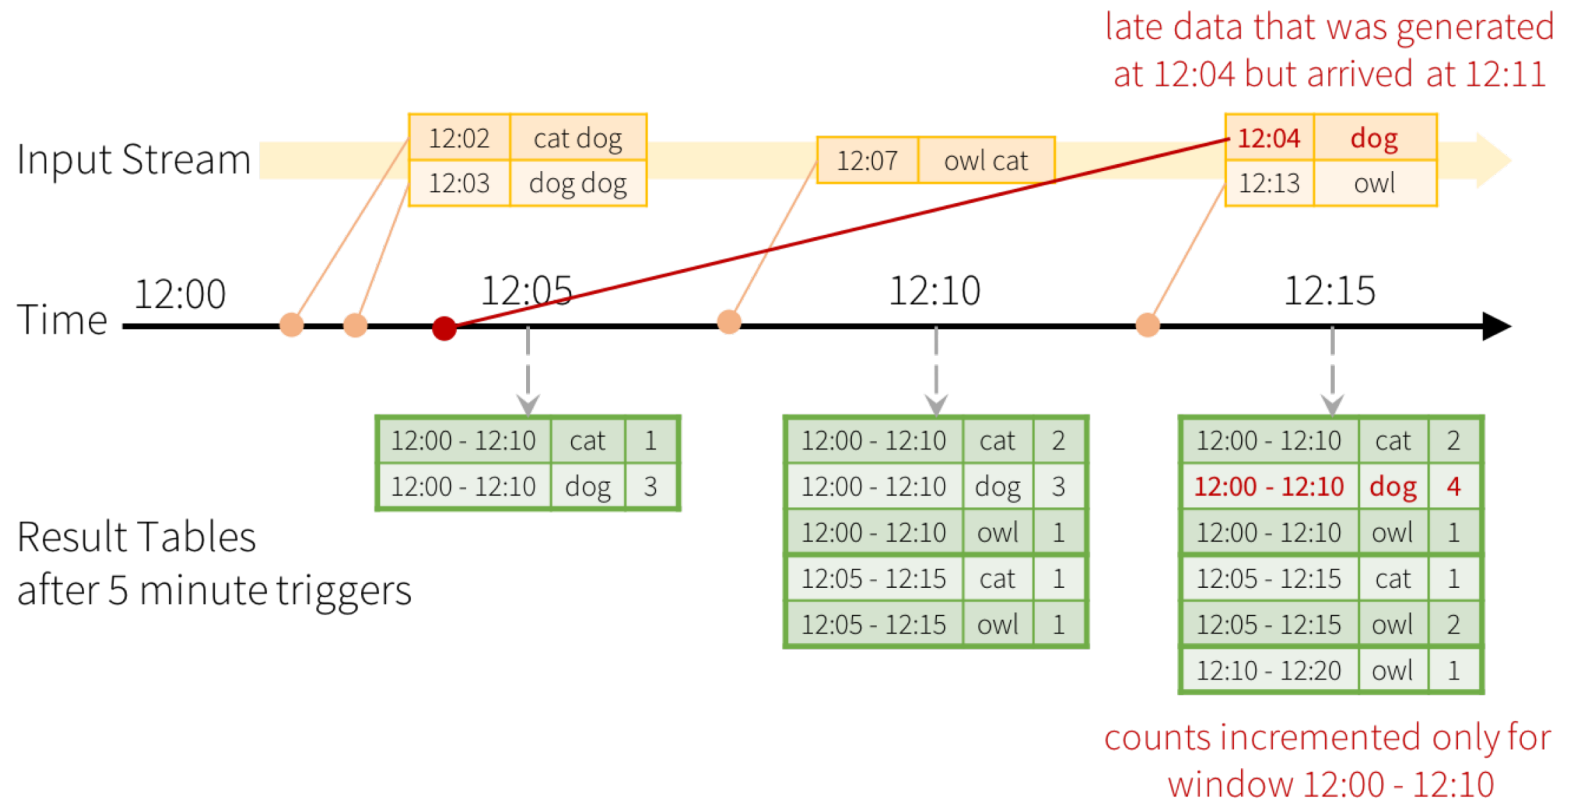 late data that was generated
at 12:04 but arrived at 12:11
Input Stream
12:02 cat dog
12:03 dog dog
12:07 owl cat
12:04 dog
12:13 owl
Time
12:00
12:05
12:10
12:15
Result Tables
after 5 minute triggers
12:00 - 12:10 cat 1
12:00 - 12:10 dog 3
12:00 - 12:10 cat 2
12:00 - 12:10 dog 3
12:00 - 12:10 owl 1
12:05 - 12:15 cat 1
12:05 - 12:15 owl 1
12:00 - 12:10 cat 2
12:00 - 12:10 dog 4
12:00 - 12:10 owl 1
12:05 - 12:15 cat 1
12:05 - 12:15 owl 2
12:10 - 12:20 owl 1
counts incremented only for
window 12:00 - 12:10